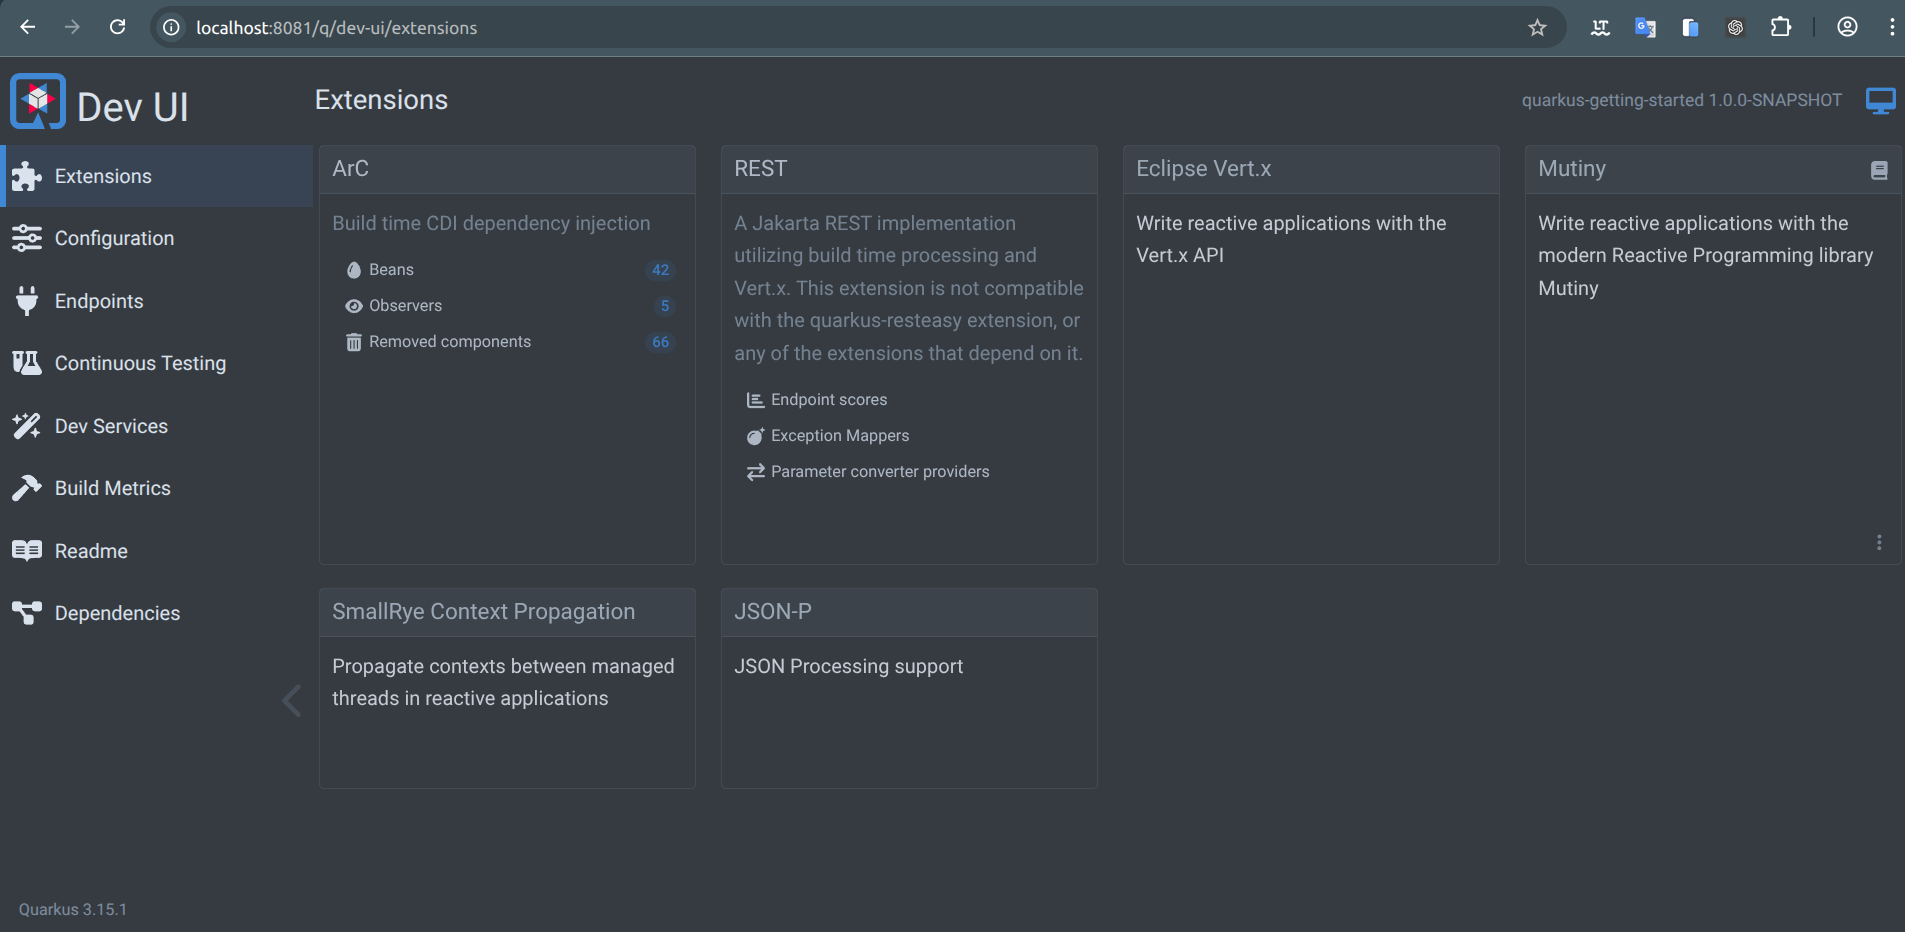 localhost:8081/q/dev-ui/extensions
Dev UI
Extensions
quarkus-getting-started 1.0.0-SNAPSHOT
Extensions
Configuration
Endpoints
Continuous Testing
Dev Services
Build Metrics
Readme
Dependencies
ArC
Build time CDI dependency injection
Beans 42
Observers 5
Removed components 66
REST
A Jakarta REST implementation
utilizing build time processing and
Vert.x. This extension is not compatible
with the quarkus-resteasy extension, or
any of the extensions that depend on it.
Endpoint scores
Exception Mappers
Parameter converter providers
Eclipse Vert.x
Write reactive applications with the
Vert.x API
Mutiny
Write reactive applications with the
modern Reactive Programming library
Mutiny
SmallRye Context Propagation
Propagate contexts between managed
threads in reactive applications
JSON-P
JSON Processing support
Quarkus 3.15.1